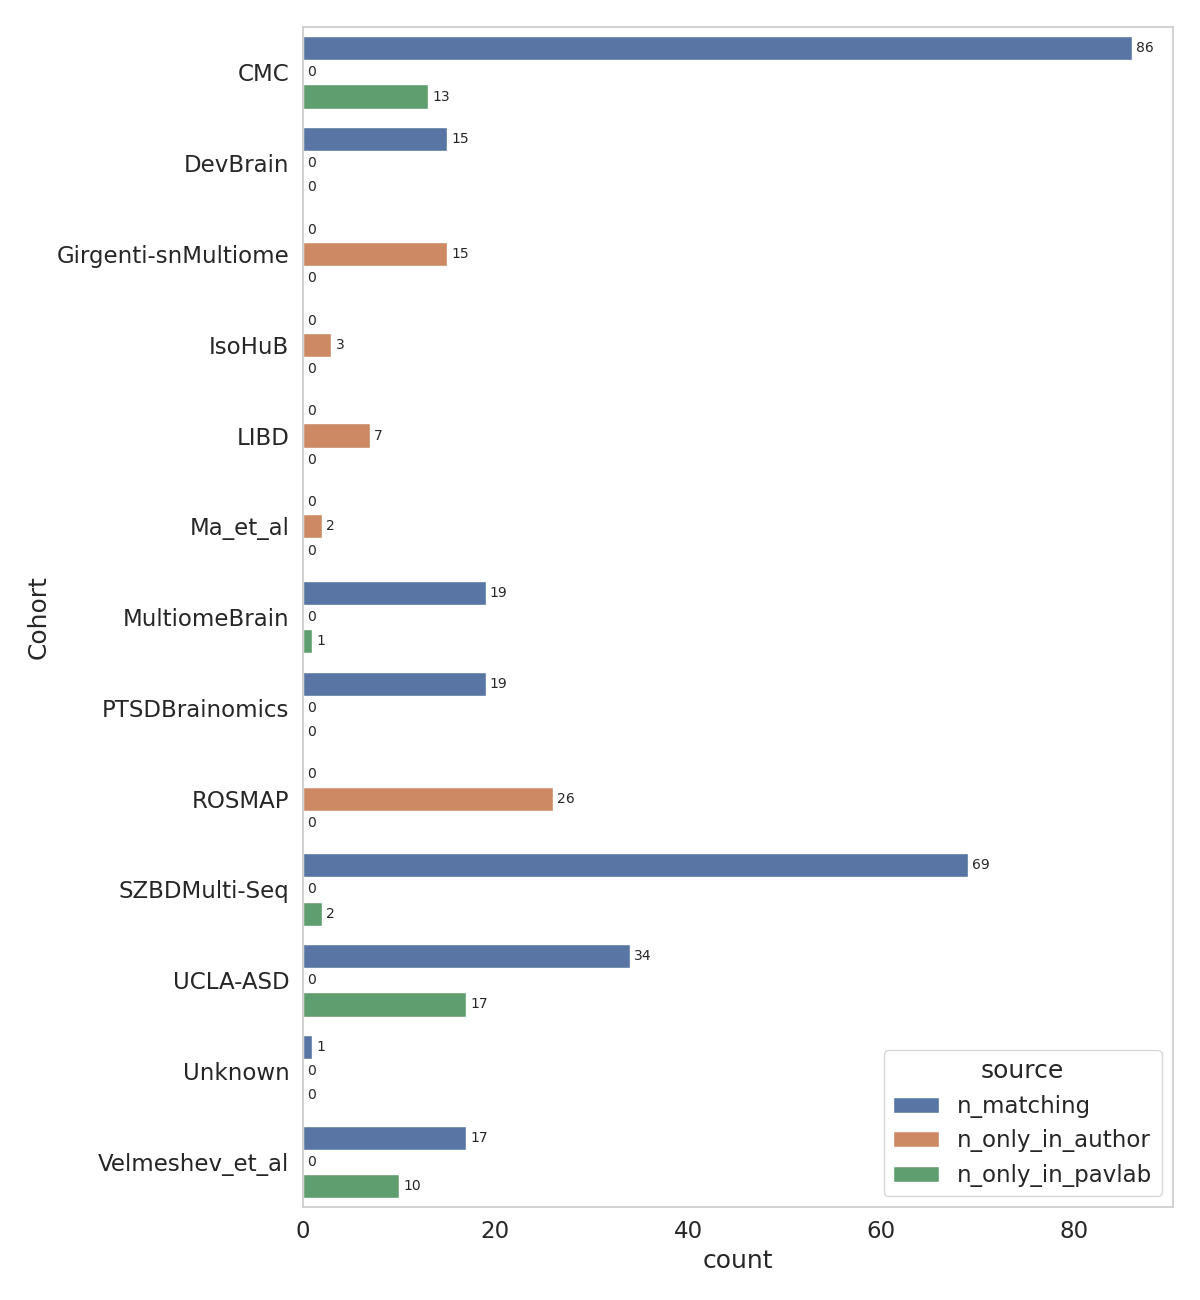 CMC
86
0
13
DevBrain
15
0
0
Girgenti-snMultiome
0
15
0
IsoHuB
0
3
0
LIBD
0
7
0
Ma_et_al
0
2
0
MultiomeBrain
19
0
1
PTSDBrainomics
19
0
0
ROSMAP
0
26
0
SZBDMulti-Seq
69
0
2
UCLA-ASD
34
0
17
Unknown
1
0
0
Velmeshev_et_al
17
0
10
Cohort
source
n_matching
n_only_in_author
n_only_in_pavlab
0 20 40 60 80
count